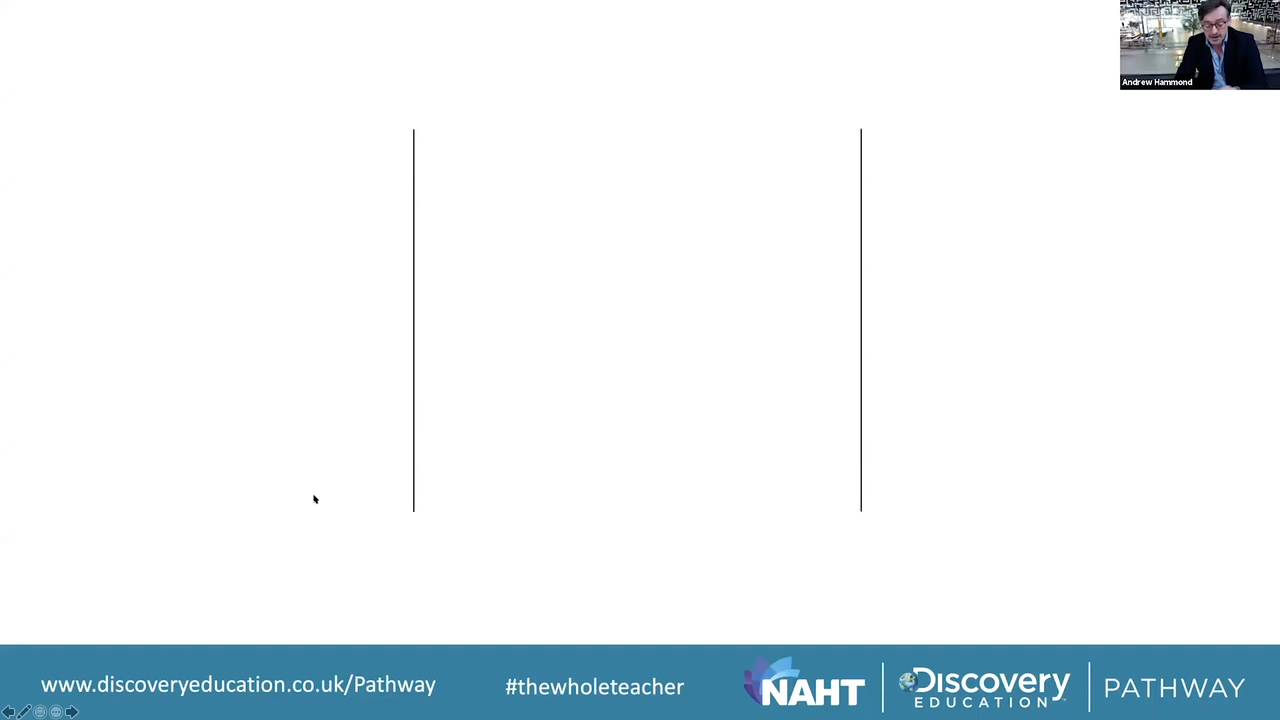 Andrew Hammond
www.discoveryeducation.co.uk/Pathway
#thewholeteacher
NAHT
Discovery
EDUCATION
PATHWAY